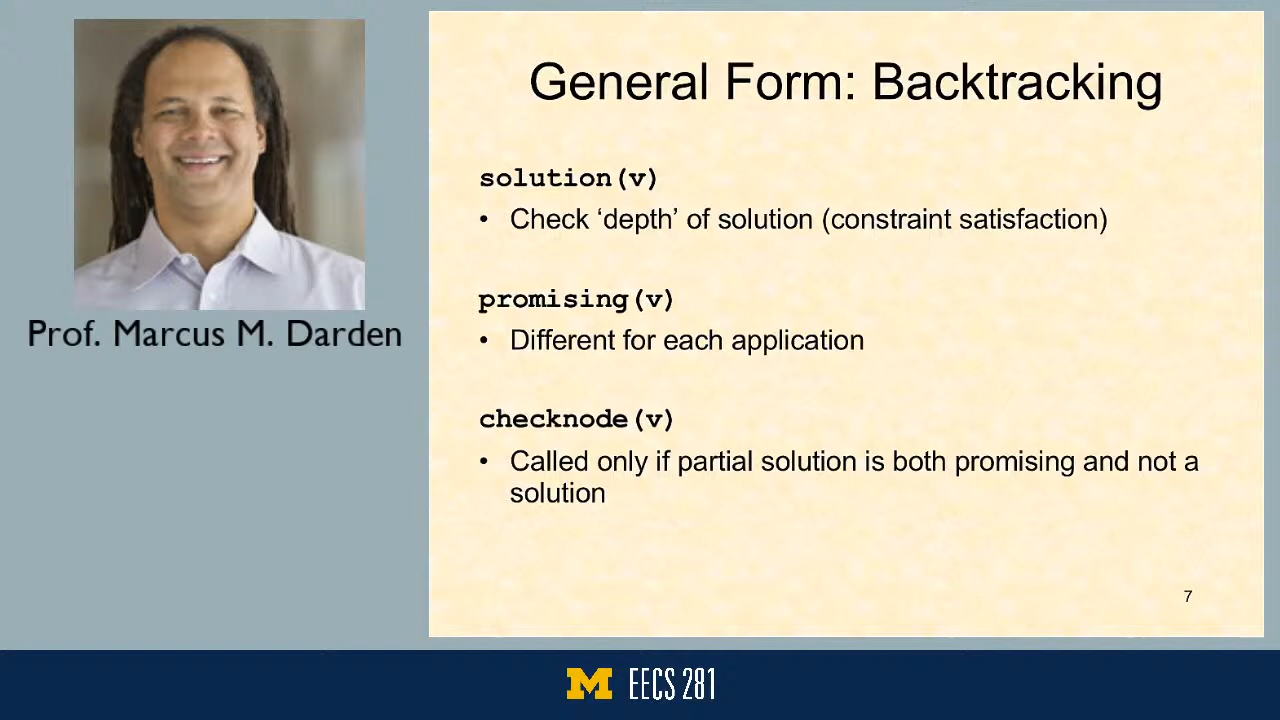 Prof. Marcus M. Darden
General Form: Backtracking
solution(v)
• Check ‘depth’ of solution (constraint satisfaction)
promising(v)
• Different for each application
checknode(v)
• Called only if partial solution is both promising and not a
solution
7
M EECS 281